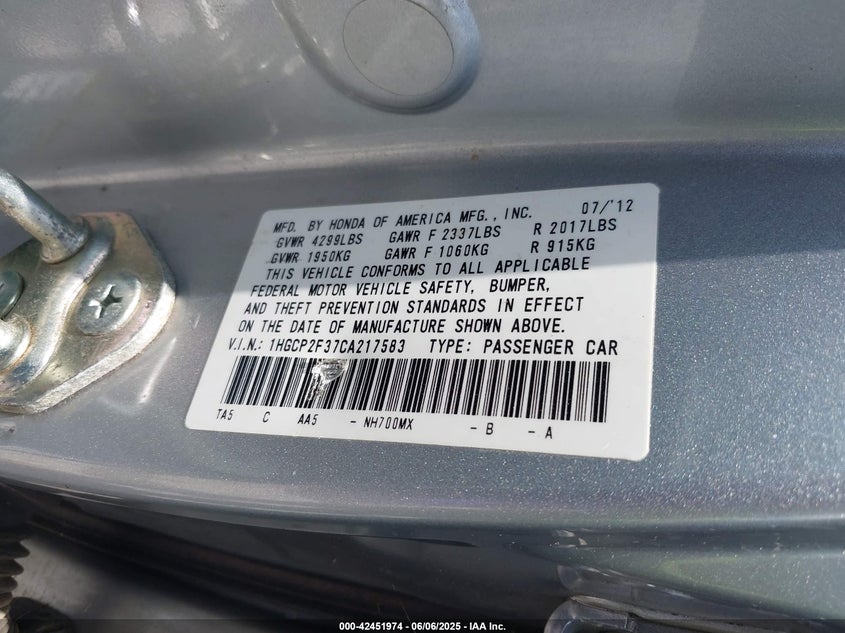 MFD. BY HONDA OF AMERICA MFG., INC. 07/'12
GVWR 4299LBS GAWR F 2337LBS R 2017LBS
GVWR 1950KG GAWR F 1060KG R 915KG
THIS VEHICLE CONFORMS TO ALL APPLICABLE
FEDERAL MOTOR VEHICLE SAFETY, BUMPER,
AND THEFT PREVENTION STANDARDS IN EFFECT
ON THE DATE OF MANUFACTURE SHOWN ABOVE.
V.I.N.: 1HGCP2F37CA217583 TYPE: PASSENGER CAR
TA5 C AA5 - NH700MX - B - A
000-42451974 - 06/06/2025 - IAA Inc.